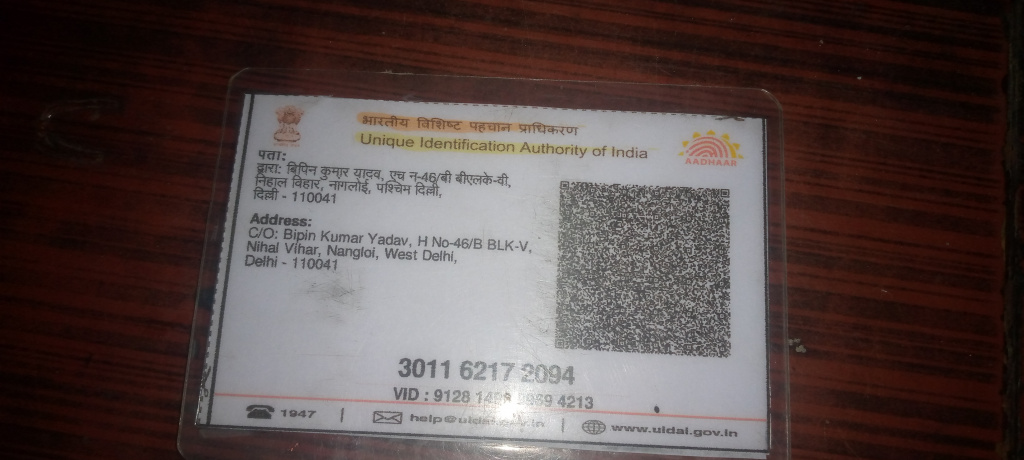 भारतीय विशिष्ट पहचान प्राधिकरण
Unique Identification Authority of India
AADHAAR
पता:
द्वारा: बिपिन कुमार यादव, एच न-46/बी बीएलके-वी,
निहाल विहार, नागलोई, पश्चिम दिल्ली,
दिल्ली - 110041
Address:
C/O: Bipin Kumar Yadav, H No-46/B BLK-V,
Nihal Vihar, Nangloi, West Delhi,
Delhi - 110041
3011 6217 2094
VID : 9128 4213
1947 | | www.uidai.gov.in